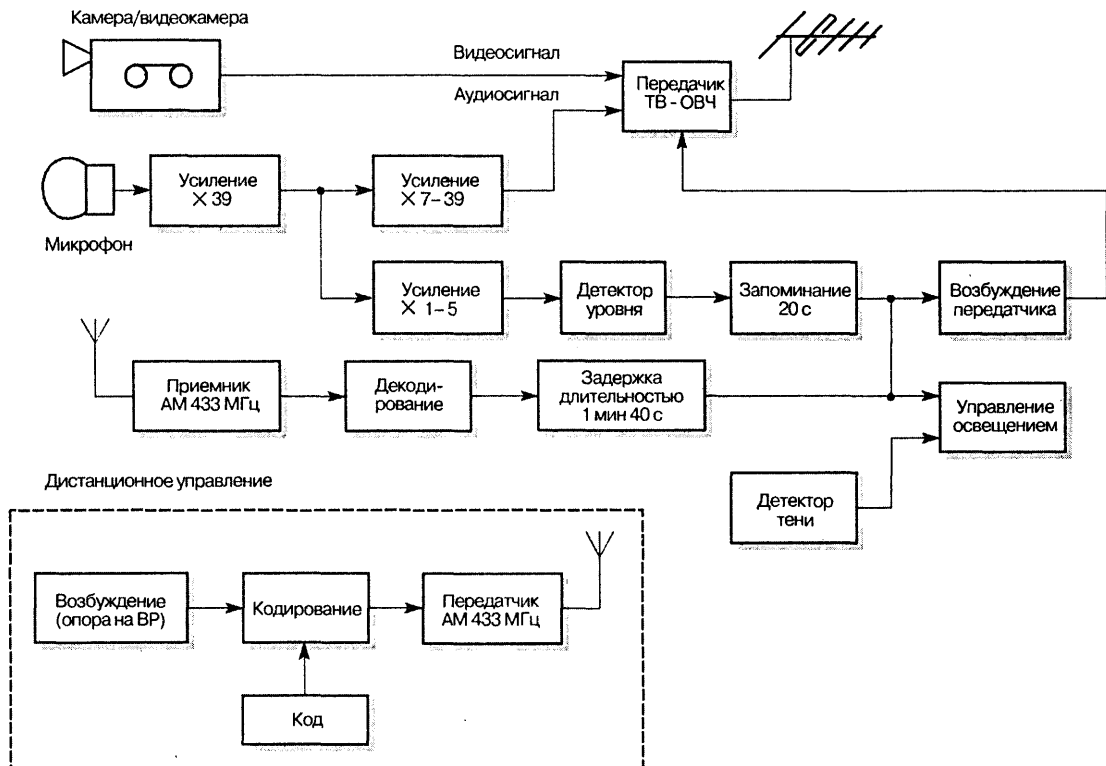 Камера/видеокамера
Видеосигнал
Аудиосигнал
Передачик
ТВ - ОВЧ
Микрофон
Усиление
× 39
Усиление
× 7– 39
Усиление
× 1– 5
Детектор
уровня
Запоминание
20 с
Возбуждение
передатчика
Приемник
АМ 433 МГц
Декоди-
рование
Задержка
длительностью
1 мин 40 с
Управление
освещением
Детектор
тени
Дистанционное управление
Возбуждение
(опора на ВР)
Кодирование
Передатчик
АМ 433 МГц
Код